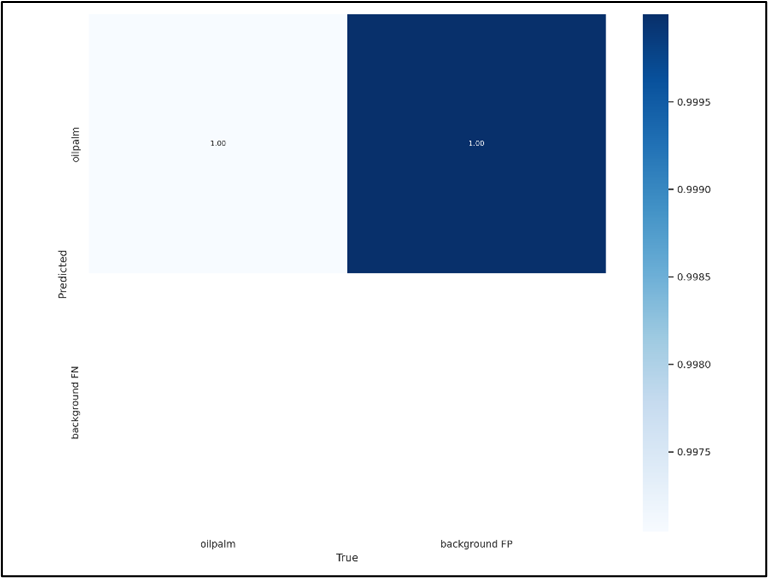 oilpalm
1.00
1.00
Predicted
background FN
oilpalm
background FP
True
0.9995
0.9990
0.9985
0.9980
0.9975